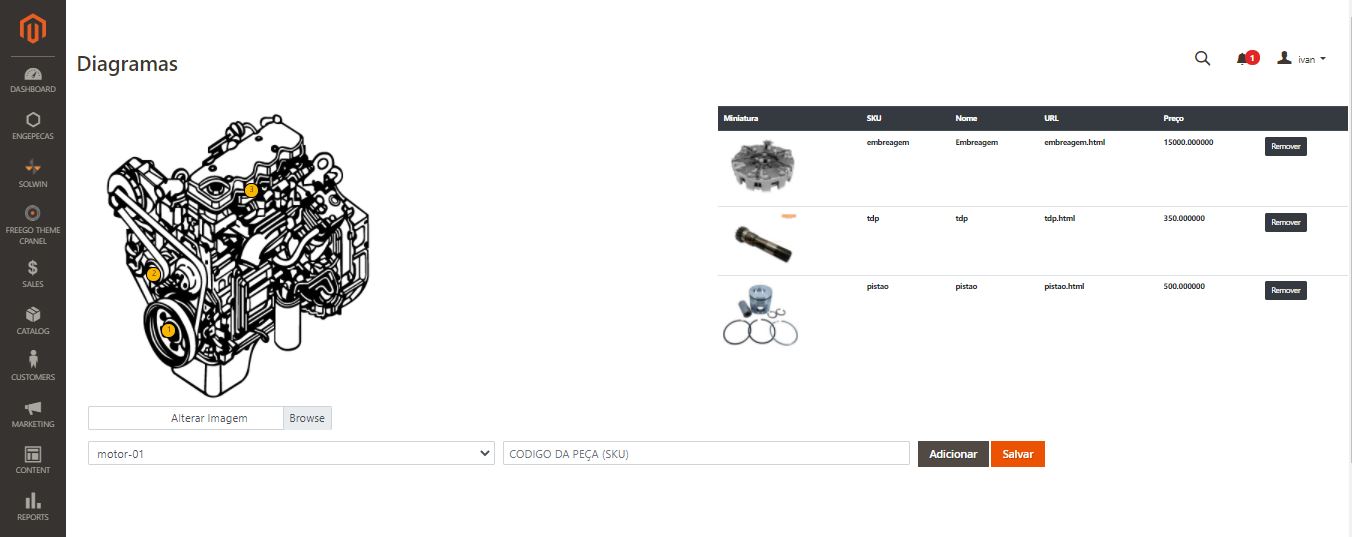 Diagramas
1
ivan
DASHBOARD
ENGEPECAS
SOLWIN
FREEGO THEME
CPANEL
SALES
CATALOG
CUSTOMERS
MARKETING
CONTENT
REPORTS
3
2
1
Miniatura SKU Nome URL Preço
embreagem Embreagem embreagem.html 15000.000000 Remover
tdp tdp tdp.html 350.000000 Remover
pistao pistao pistao.html 500.000000 Remover
Alterar Imagem Browse
motor-01 CODIGO DA PEÇA (SKU) Adicionar Salvar